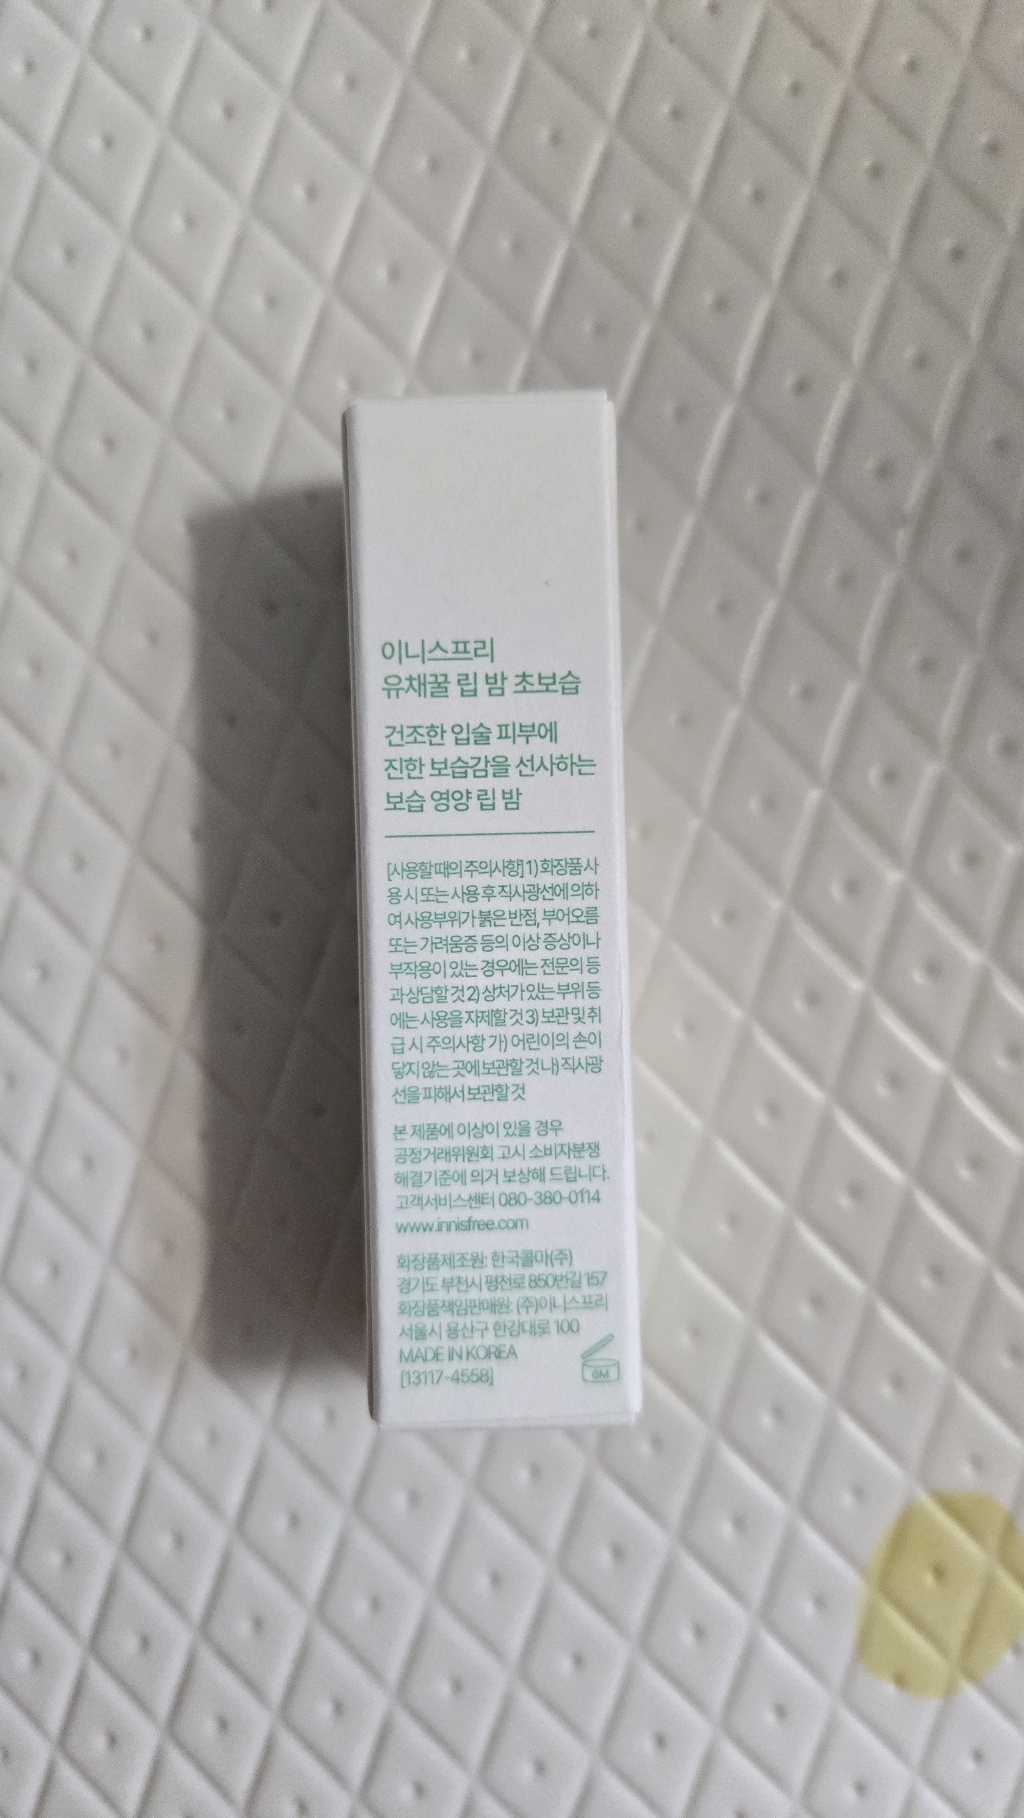 이니스프리
유채꿀 립 밤 초보습
건조한 입술 피부에
진한 보습감을 선사하는
보습 영양 립 밤
[사용할 때의 주의사항] 1) 화장품 사
용 시 또는 사용 후 직사광선에 의하
여 사용부위가 붉은 반점, 부어오름
또는 가려움증 등의 이상 증상이나
부작용이 있는 경우에는 전문의 등
과 상담할 것 2) 상처가 있는 부위 등
에는 사용을 자제할 것 3) 보관 및 취
급 시 주의사항 가) 어린이의 손이
닿지 않는 곳에 보관할 것 나) 직사광
선을 피해서 보관할 것
본 제품에 이상이 있을 경우
공정거래위원회 고시 소비자분쟁
해결기준에 의거 보상해 드립니다.
고객서비스센터 080-380-0114
www.innisfree.com
화장품제조원: 한국콜마(주)
경기도 부천시 평천로 850번길 157
화장품책임판매원: (주)이니스프리
서울시 용산구 한강대로 100
MADE IN KOREA
[13117-4558]